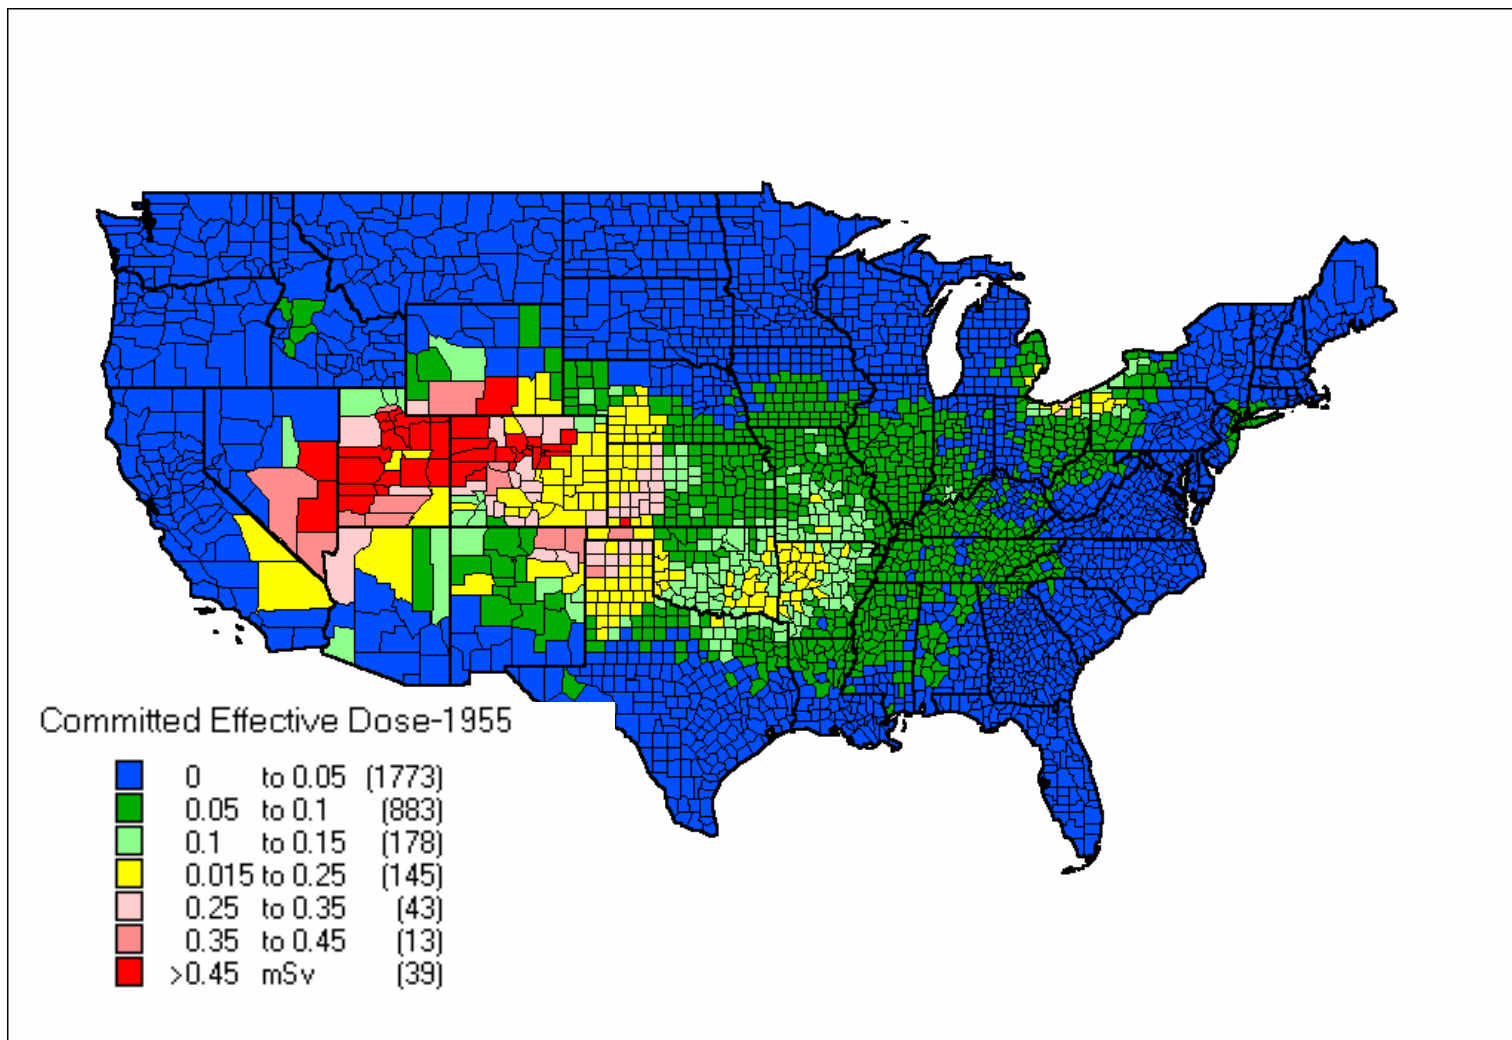 Committed Effective Dose-1955
0 to 0.05 (1773)
0.05 to 0.1 (883)
0.1 to 0.15 (178)
0.015 to 0.25 (145)
0.25 to 0.35 (43)
0.35 to 0.45 (13)
>0.45 mSv (39)